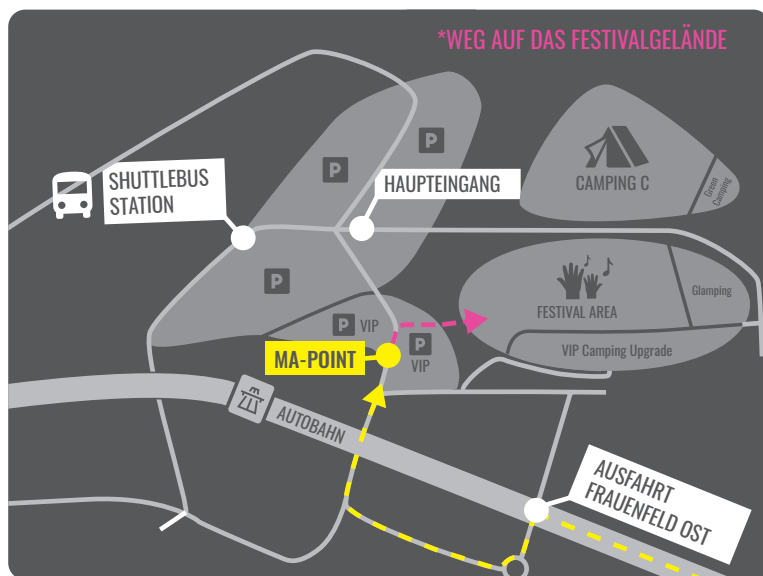 *WEG AUF DAS FESTIVALGELÄNDE
P
P
CAMPING C
Green
Camping
SHUTTLEBUS
STATION
HAUPTEINGANG
P
FESTIVAL AREA
Glamping
P VIP
P
VIP
VIP Camping Upgrade
MA-POINT
AUTOBAHN
AUSFAHRT
FRAUENFELD OST